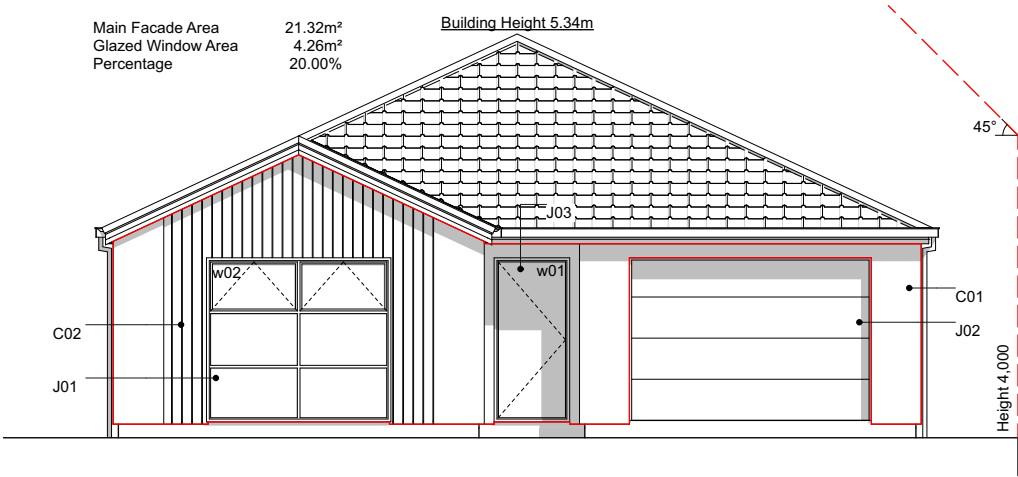 Building Height 5.34m
Main Facade Area 21.32m²
Glazed Window Area 4.26m²
Percentage 20.00%
45°
J03
w02
w01
C01
C02
J02
J01
Height 4,000